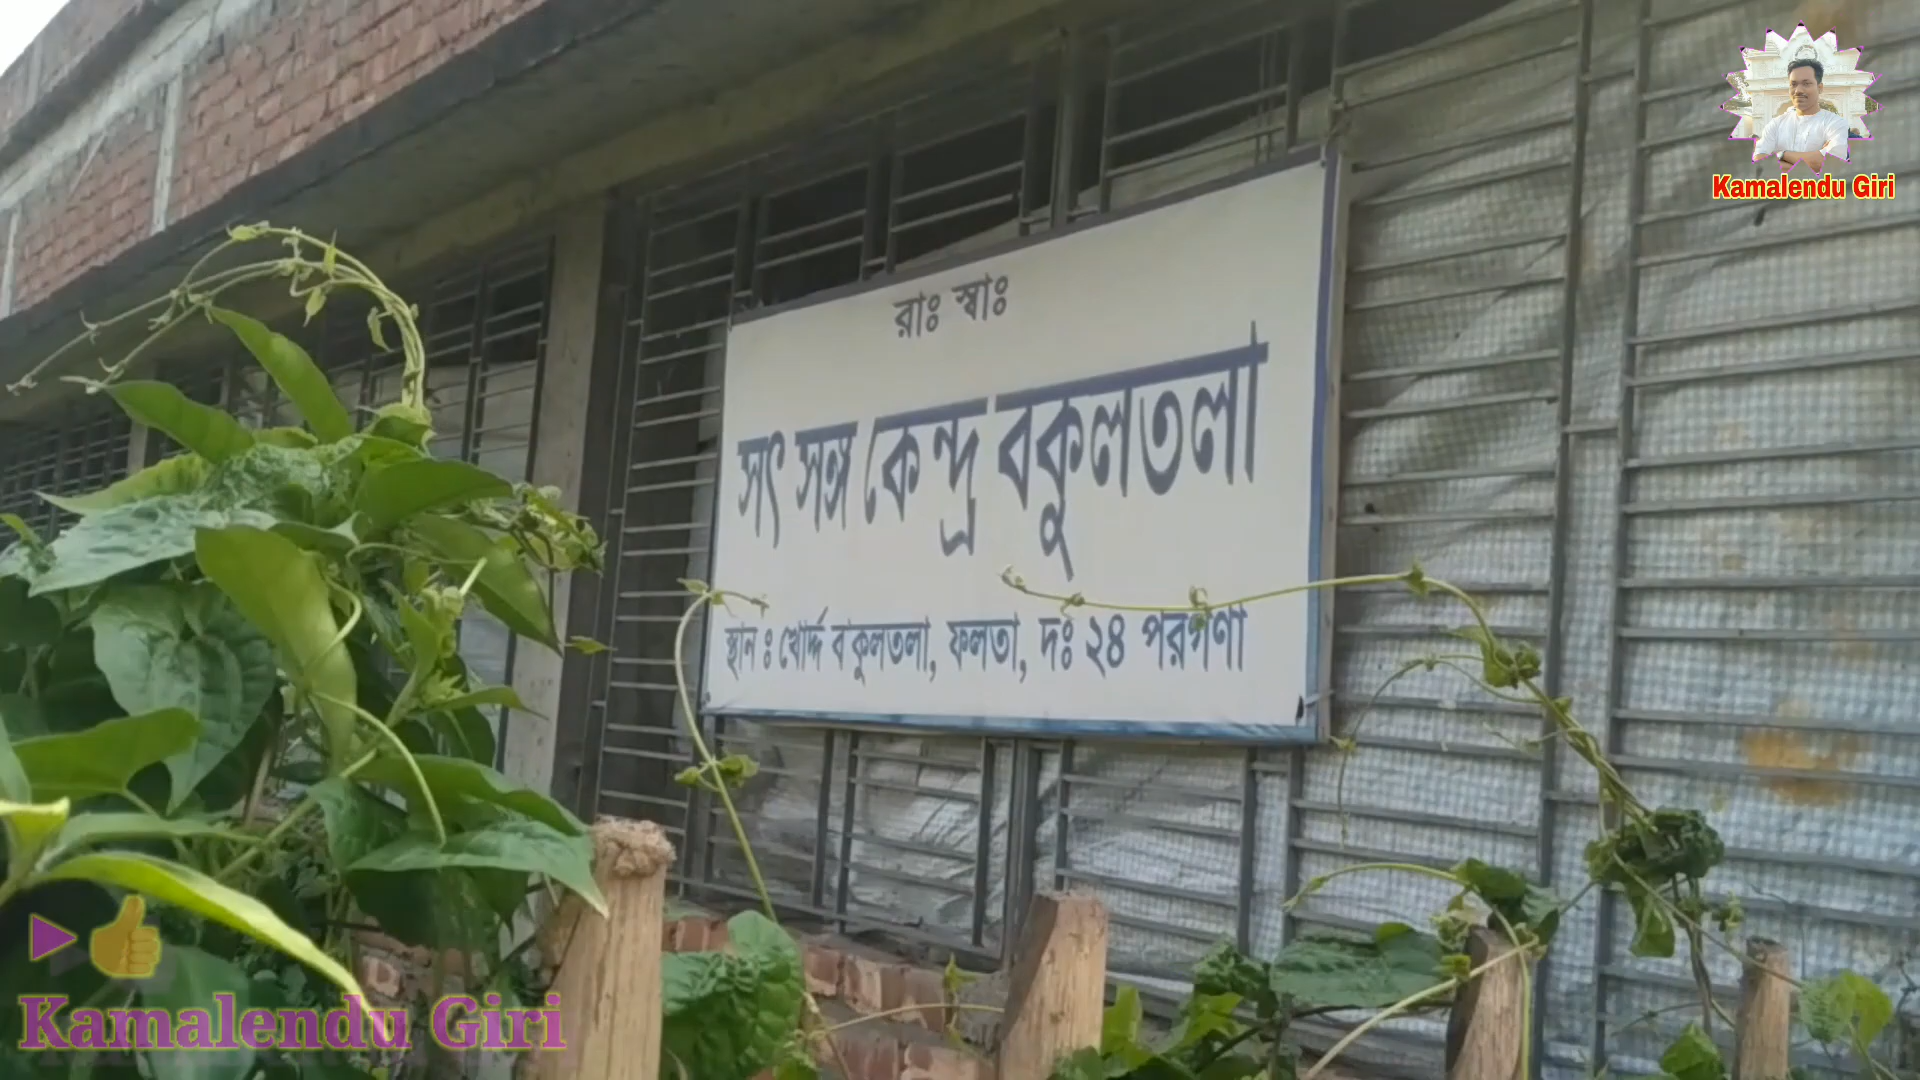 Kamalendu Giri
রাঃ স্বাঃ
সৎ সঙ্গ কেন্দ্র বকুলতলা
স্থান ঃ খোর্দ্দ বকুলতলা, ফলতা, দঃ ২৪ পরগণা
Kamalendu Giri